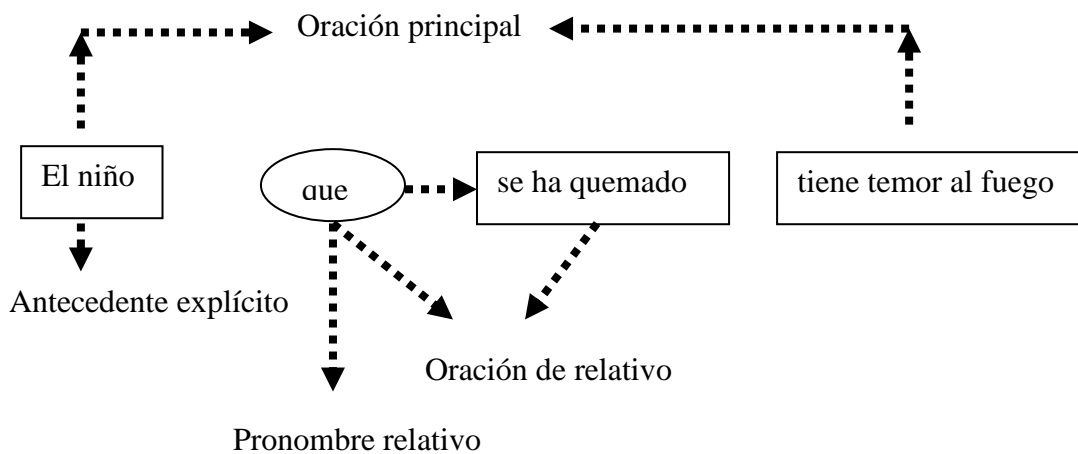 Oración principal
El niño
que
se ha quemado
tiene temor al fuego
Antecedente explícito
Oración de relativo
Pronombre relativo